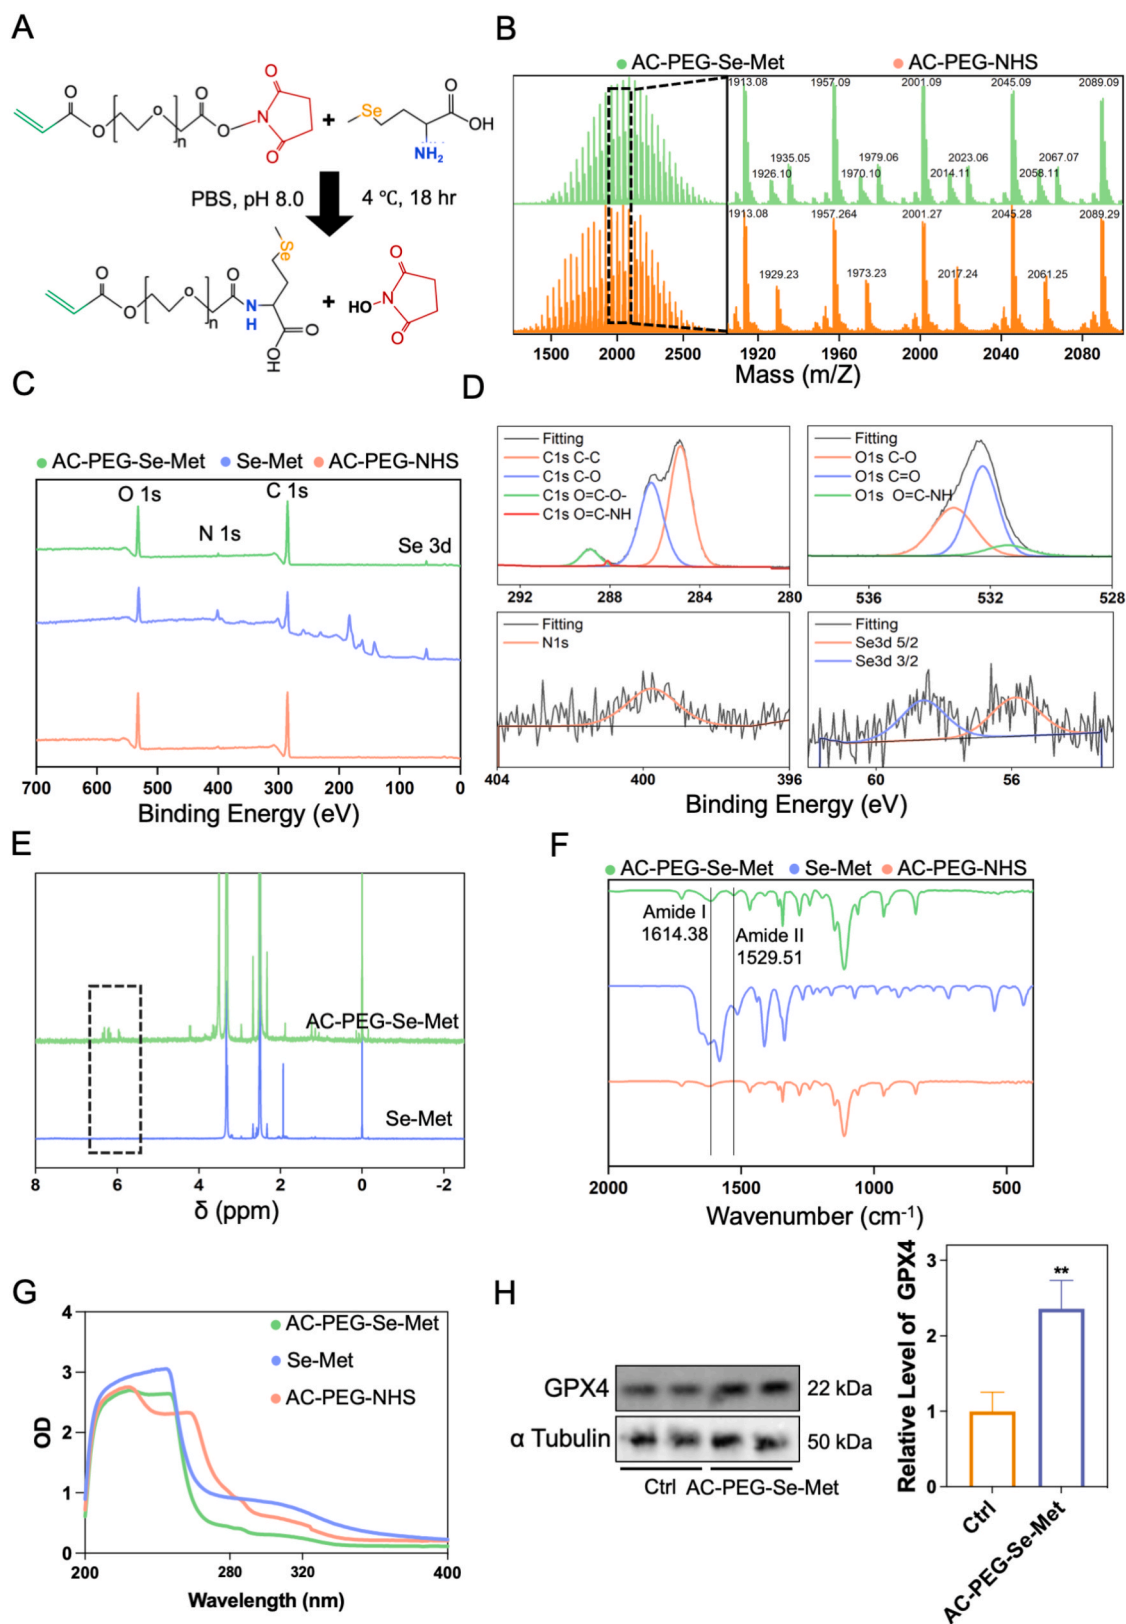 A
O
O
n
O
O
O
O
N
O
O
+
Se
O
OH
NH₂
PBS, pH 8.0
4 ℃, 18 hr
O
O
O
n
O
N
H
Se
O
OH
+
HO
N
O
O
B
AC-PEG-Se-Met
AC-PEG-NHS
1913.08
1957.09
2001.09
2045.09
2089.09
1926.10
1935.05
1970.10
1979.06
2014.11
2023.06
2058.11
2067.07
1913.08
1957.264
2001.27
2045.28
2089.29
1929.23
1973.23
2017.24
2061.25
1500 2000 2500
1920 1960 2000 2040 2080
Mass (m/Z)
C
AC-PEG-Se-Met Se-Met AC-PEG-NHS
O 1s
N 1s
C 1s
Se 3d
700 600 500 400 300 200 100 0
Binding Energy (eV)
D
Fitting
C1s C-C
C1s C-O
C1s O=C-O-
C1s O=C-NH
292 288 284 280
Fitting
O1s C-O
O1s C=O
O1s O=C-NH
536 532 528
Fitting
N1s
404 400 396
Fitting
Se3d 5/2
Se3d 3/2
60 56
Binding Energy (eV)
E
AC-PEG-Se-Met
Se-Met
8 6 4 2 0 -2
δ (ppm)
F
AC-PEG-Se-Met Se-Met AC-PEG-NHS
Amide I
1614.38
Amide II
1529.51
2000 1500 1000 500
Wavenumber (cm⁻¹)
G
AC-PEG-Se-Met
Se-Met
AC-PEG-NHS
OD
4
3
2
1
0
200 280 320 400
Wavelength (nm)
H
GPX4
22 kDa
α Tubulin
50 kDa
Ctrl AC-PEG-Se-Met
Relative Level of GPX4
3
2
1
0
**
Ctrl
AC-PEG-Se-Met